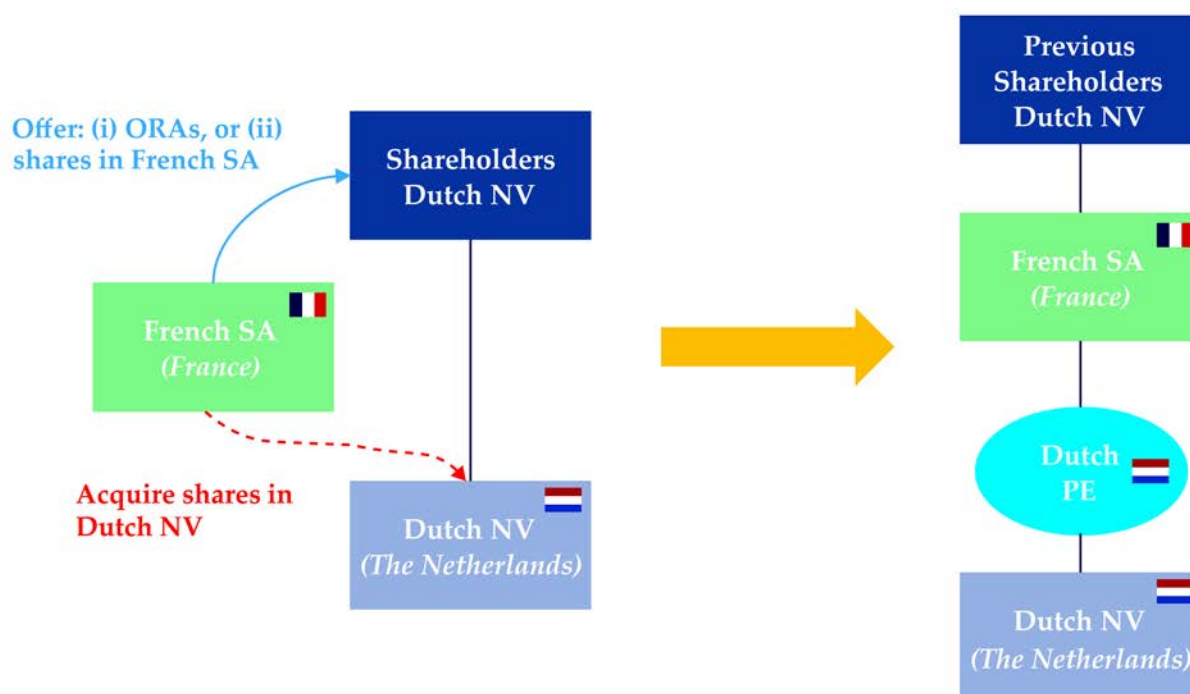 Offer: (i) ORAs, or (ii)
shares in French SA
Shareholders
Dutch NV
French SA
(France)
Acquire shares in
Dutch NV
Dutch NV
(The Netherlands)
Previous
Shareholders
Dutch NV
French SA
(France)
Dutch
PE
Dutch NV
(The Netherlands)